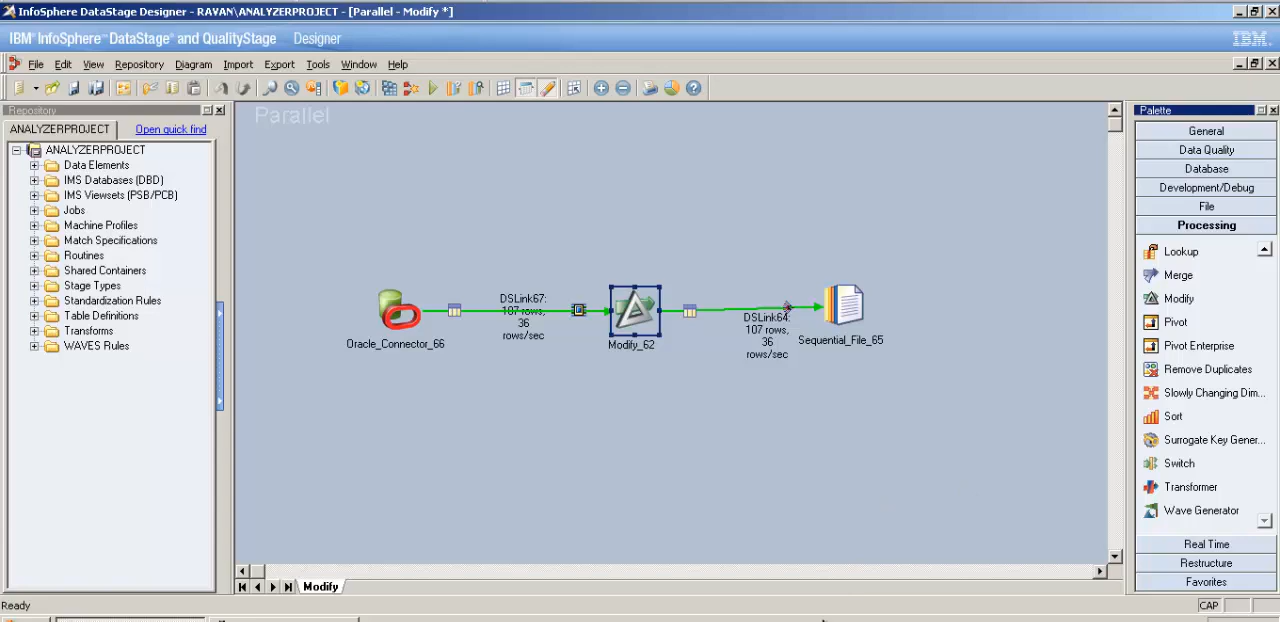 InfoSphere DataStage Designer - RAVAN\ANALYZERPROJECT - [Parallel - Modify *]
IBM® InfoSphere™ DataStage® and QualityStage Designer
IBM.
File Edit View Repository Diagram Import Export Tools Window Help
Repository
ANALYZERPROJECT Open quick find
ANALYZERPROJECT
Data Elements
IMS Databases (DBD)
IMS Viewsets (PSB/PCB)
Jobs
Machine Profiles
Match Specifications
Routines
Shared Containers
Stage Types
Standardization Rules
Table Definitions
Transforms
WAVES Rules
Parallel
Oracle_Connector_66
DSLink67:
107 rows,
36
rows/sec
Modify_62
DSLink64:
107 rows,
36
rows/sec
Sequential_File_65
Modify
Palette
General
Data Quality
Database
Development/Debug
File
Processing
Lookup
Merge
Modify
Pivot
Pivot Enterprise
Remove Duplicates
Slowly Changing Dim...
Sort
Surrogate Key Gener...
Switch
Transformer
Wave Generator
Real Time
Restructure
Favorites
Ready
CAP